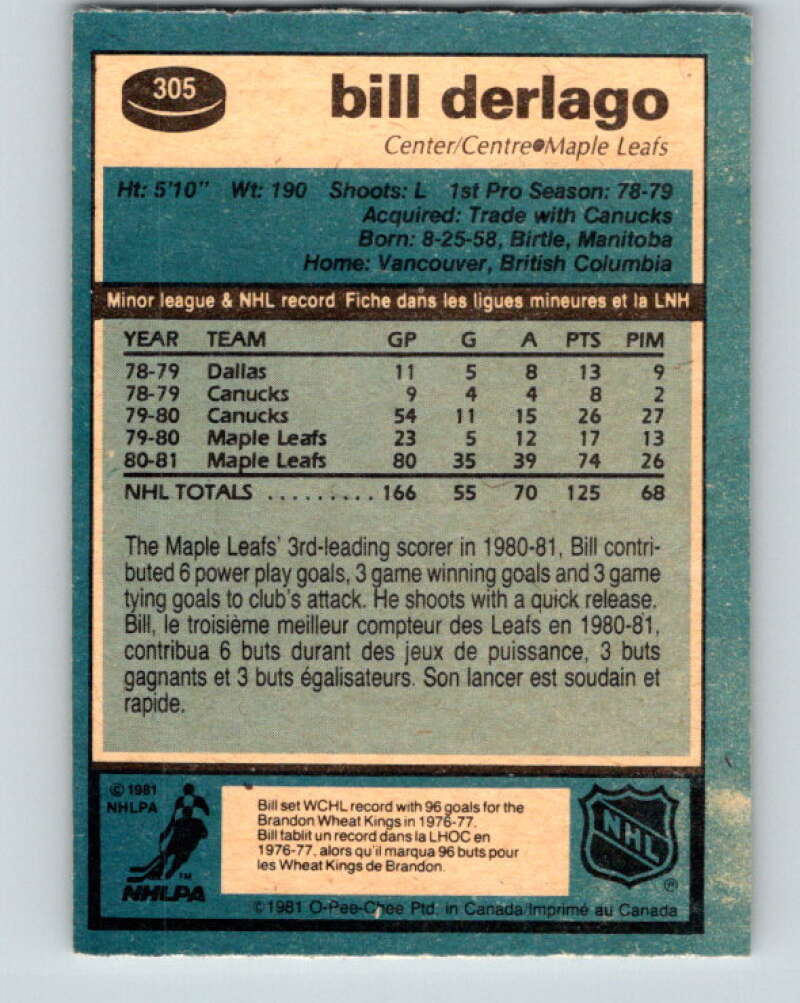 305
bill derlago
Center/Centre●Maple Leafs
Ht: 5'10" Wt: 190 Shoots: L 1st Pro Season: 78-79
Acquired: Trade with Canucks
Born: 8-25-58, Birtle, Manitoba
Home: Vancouver, British Columbia
Minor league & NHL record Fiche dans les ligues mineures et la LNH
YEAR TEAM GP G A PTS PIM
78-79 Dallas 11 5 8 13 9
78-79 Canucks 9 4 4 8 2
79-80 Canucks 54 11 15 26 27
79-80 Maple Leafs 23 5 12 17 13
80-81 Maple Leafs 80 35 39 74 26
NHL TOTALS ......... 166 55 70 125 68
The Maple Leafs' 3rd-leading scorer in 1980-81, Bill contri-
buted 6 power play goals, 3 game winning goals and 3 game
tying goals to club's attack. He shoots with a quick release.
Bill, le troisième meilleur compteur des Leafs en 1980-81,
contribua 6 buts durant des jeux de puissance, 3 buts
gagnants et 3 buts égalisateurs. Son lancer est soudain et
rapide.
© 1981
NHLPA
TM
NHLPA
Bill set WCHL record with 96 goals for the
Brandon Wheat Kings in 1976-77.
Bill tablit un record dans la LHOC en
1976-77, alors qu'il marqua 96 buts pour
les Wheat Kings de Brandon.
NHL
®
© 1981 O-Pee-Chee Ptd. in Canada/Imprimé au Canada